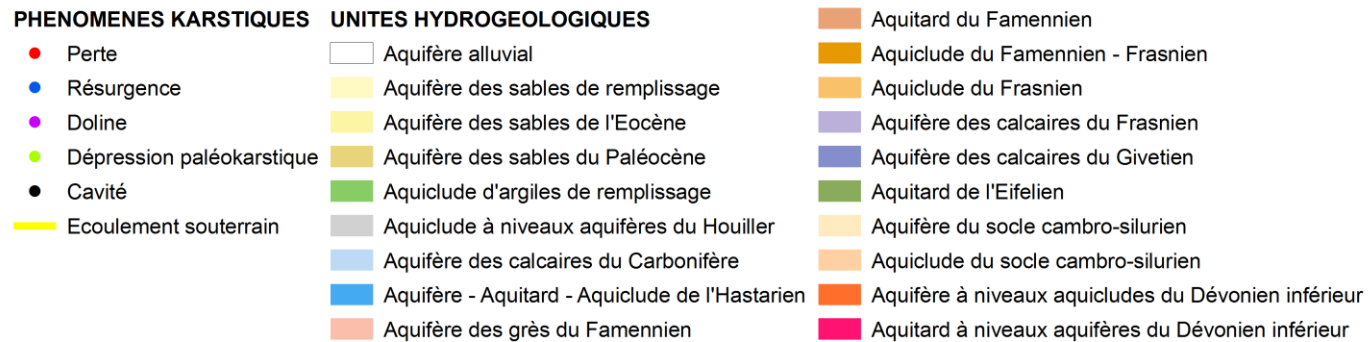 PHENOMENES KARSTIQUES
Perte
Résurgence
Doline
Dépression paléokarstique
Cavité
Ecoulement souterrain
UNITES HYDROGEOLOGIQUES
Aquifère alluvial
Aquifère des sables de remplissage
Aquifère des sables de l'Eocène
Aquifère des sables du Paléocène
Aquiclude d'argiles de remplissage
Aquiclude à niveaux aquifères du Houiller
Aquifère des calcaires du Carbonifère
Aquifère - Aquitard - Aquiclude de l'Hastarien
Aquifère des grès du Famennien
Aquitard du Famennien
Aquiclude du Famennien - Frasnien
Aquiclude du Frasnien
Aquifère des calcaires du Frasnien
Aquifère des calcaires du Givetien
Aquitard de l'Eifelien
Aquifère du socle cambro-silurien
Aquiclude du socle cambro-silurien
Aquifère à niveaux aquicludes du Dévonien inférieur
Aquitard à niveaux aquifères du Dévonien inférieur